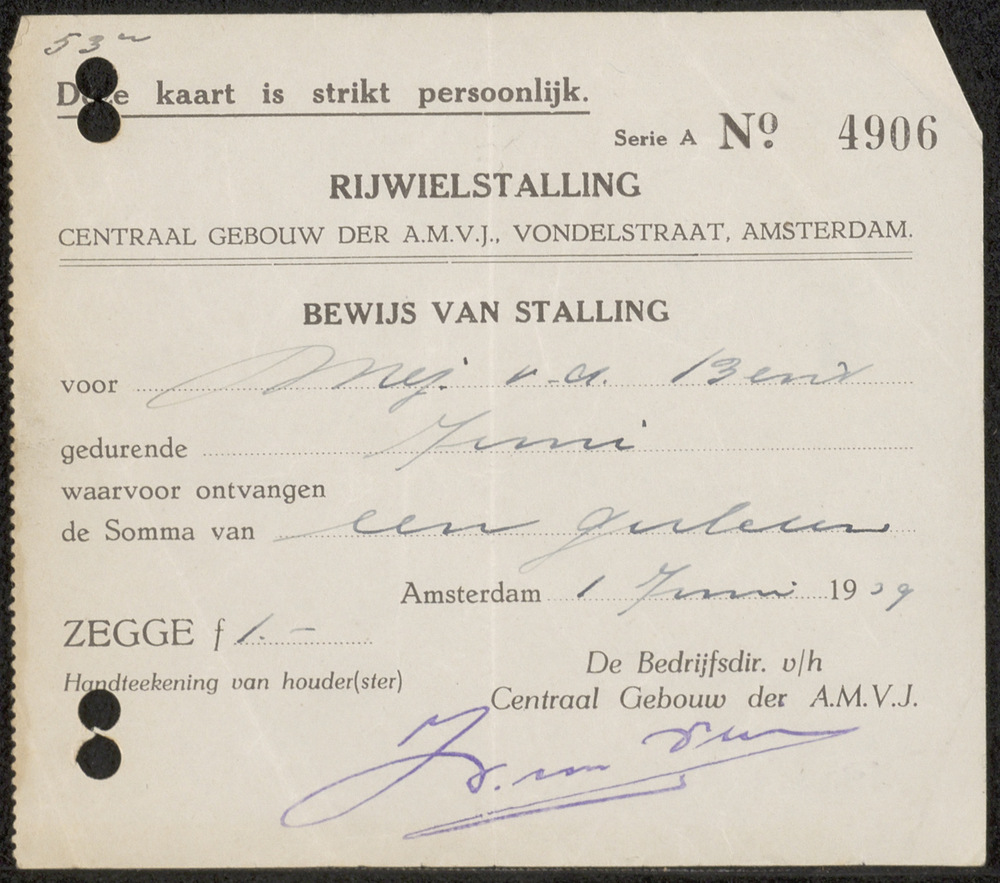 53
Deze kaart is strikt persoonlijk.
Serie A Nº 4906
RIJWIELSTALLING
CENTRAAL GEBOUW DER A.M.V.J., VONDELSTRAAT, AMSTERDAM.
BEWIJS VAN STALLING
voor Mej. v.d. Bent
gedurende Juni
waarvoor ontvangen
de Somma van een gulden
Amsterdam 1 Juni 1939
ZEGGE f 1.-
Handteekening van houder(ster)
De Bedrijfsdir. v/h
Centraal Gebouw der A.M.V.J.